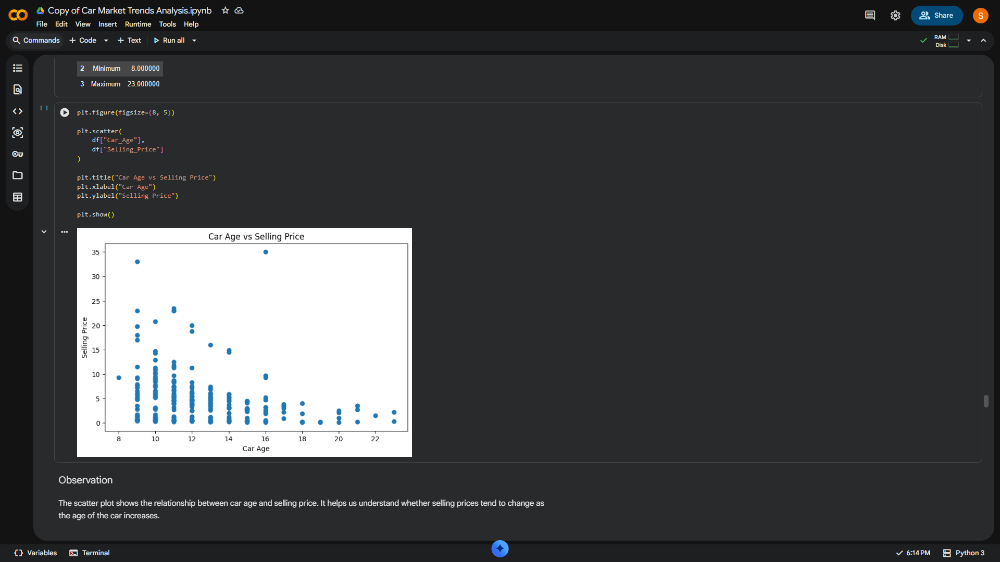 Copy of Car Market Trends Analysis.ipynb
File Edit View Insert Runtime Tools Help
Share
S
Commands + Code + Text Run all
RAM
Disk
2 Minimum 8.000000
3 Maximum 23.000000
[ ]
plt.figure(figsize=(8, 5))
plt.scatter(
df["Car_Age"],
df["Selling_Price"]
)
plt.title("Car Age vs Selling Price")
plt.xlabel("Car Age")
plt.ylabel("Selling Price")
plt.show()
Car Age vs Selling Price
35
30
25
20
15
10
5
0
Selling Price
8 10 12 14 16 18 20 22
Car Age
Observation
The scatter plot shows the relationship between car age and selling price. It helps us understand whether selling prices tend to change as
the age of the car increases.
{} Variables Terminal 6:14 PM Python 3